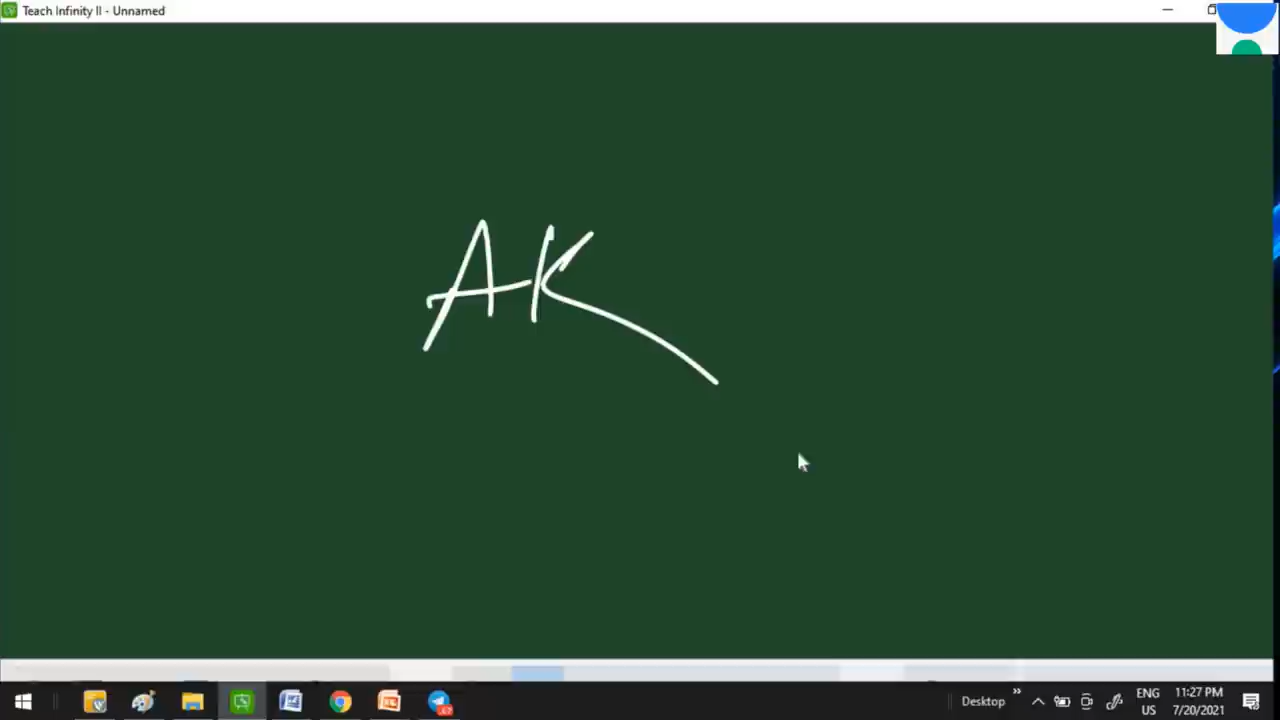 Teach Infinity II - Unnamed
AK
Desktop
ENG
US
11:27 PM
7/20/2021